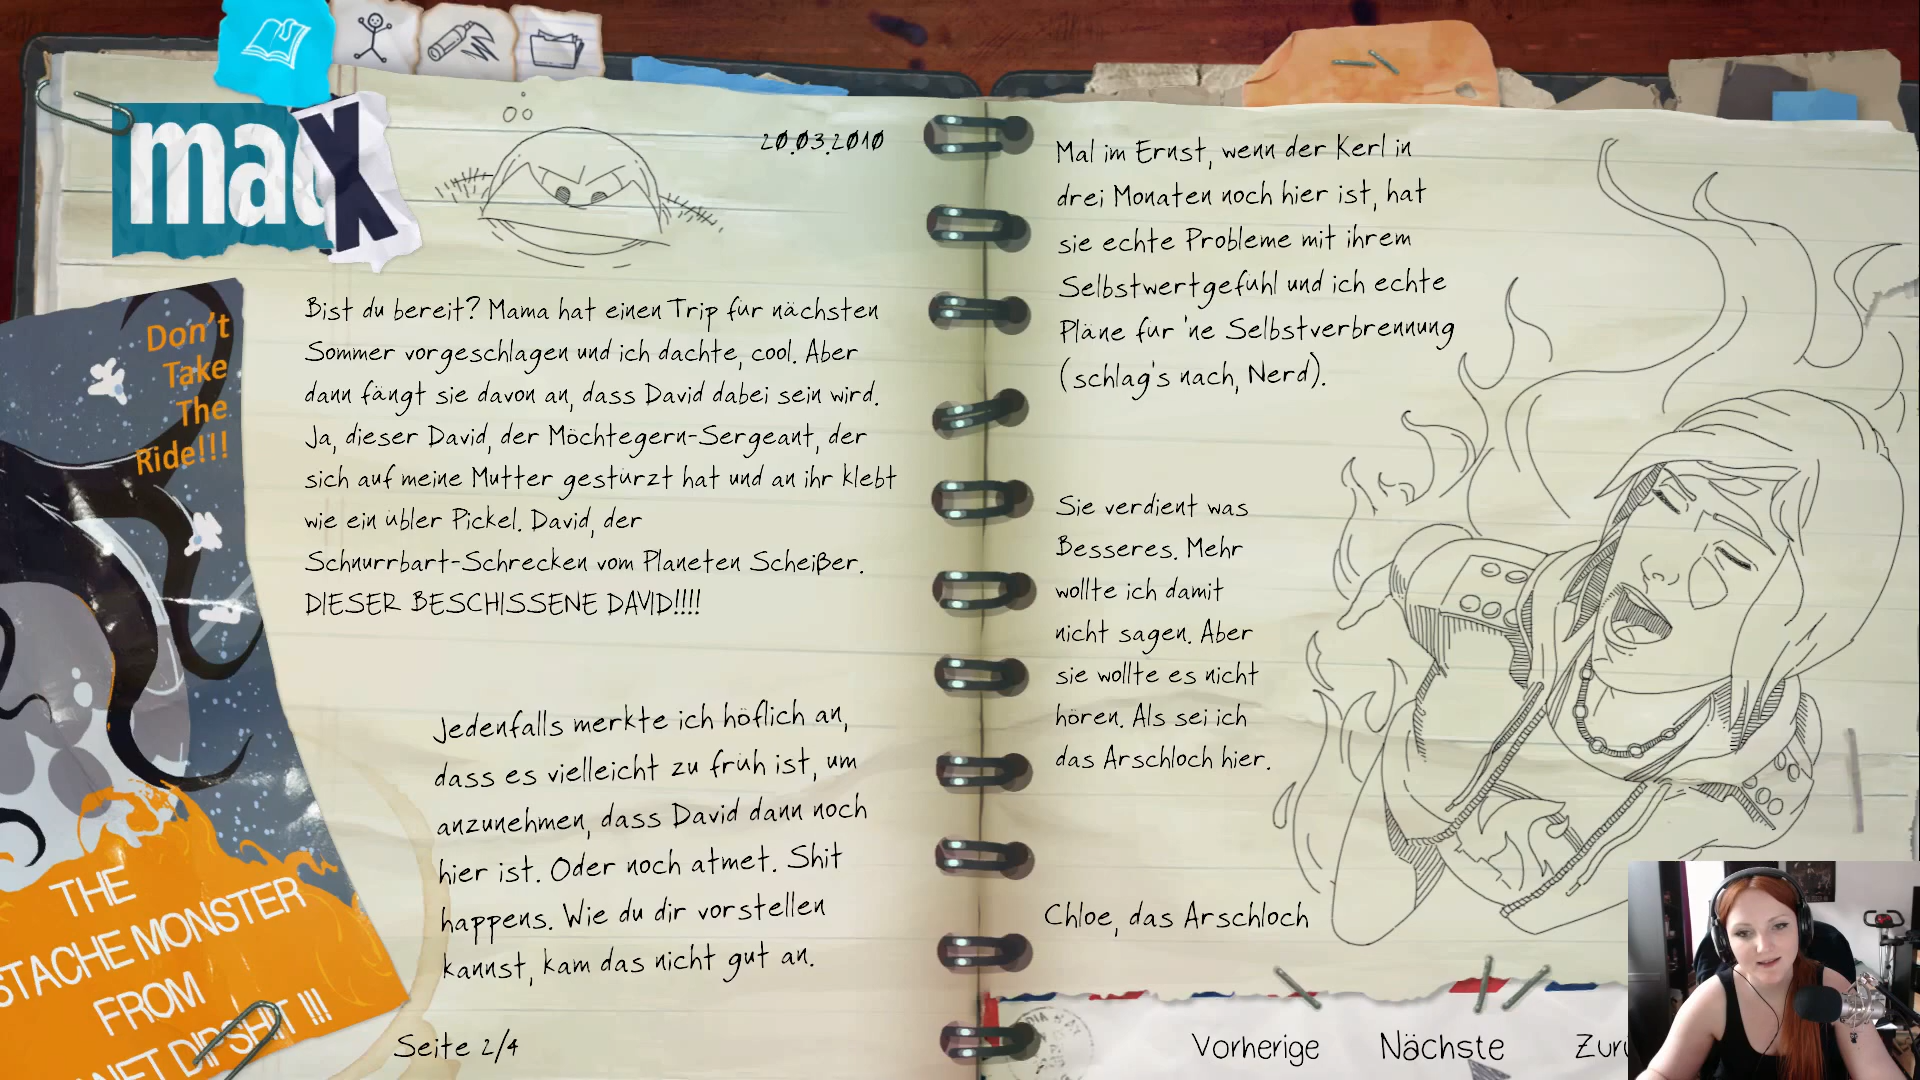 max
20.03.2010
Bist du bereit? Mama hat einen Trip für nächsten
Sommer vorgeschlagen und ich dachte, cool. Aber
dann fängt sie davon an, dass David dabei sein wird.
Ja, dieser David, der Möchtegern-Sergeant, der
sich auf meine Mutter gestürzt hat und an ihr klebt
wie ein übler Pickel. David, der
Schnurrbart-Schrecken vom Planeten Scheißer.
DIESER BESCHISSENE DAVID!!!!
Jedenfalls merkte ich höflich an,
dass es vielleicht zu früh ist, um
anzunehmen, dass David dann noch
hier ist. Oder noch atmet. Shit
happens. Wie du dir vorstellen
kannst, kam das nicht gut an.
Seite 2/4
Don't
Take
The
Ride!!!
THE
STACHE MONSTER
FROM
NET DIPSHIT !!!
Mal im Ernst, wenn der Kerl in
drei Monaten noch hier ist, hat
sie echte Probleme mit ihrem
Selbstwertgefühl und ich echte
Pläne für 'ne Selbstverbrennung
(schlag's nach, Nerd).
Sie verdient was
Besseres. Mehr
wollte ich damit
nicht sagen. Aber
sie wollte es nicht
hören. Als sei ich
das Arschloch hier.
Chloe, das Arschloch
Vorherige Nächste Zurü